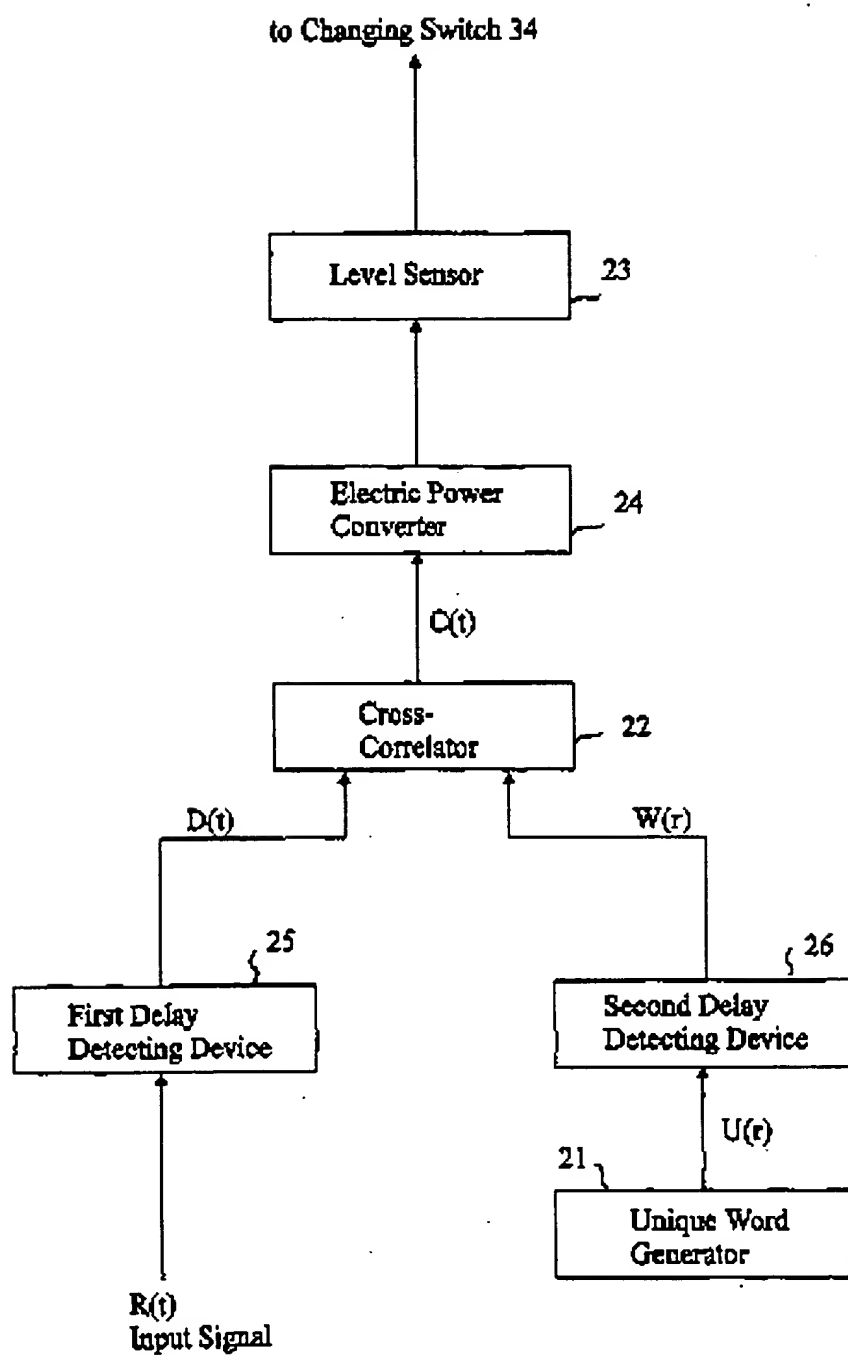 to Changing Switch 34
Level Sensor
23
Electric Power
Converter
24
C(t)
Cross-
Correlator
22
D(t)
W(r)
25
26
First Delay
Detecting Device
Second Delay
Detecting Device
U(r)
21
Unique Word
Generator
R(t)
Input Signal